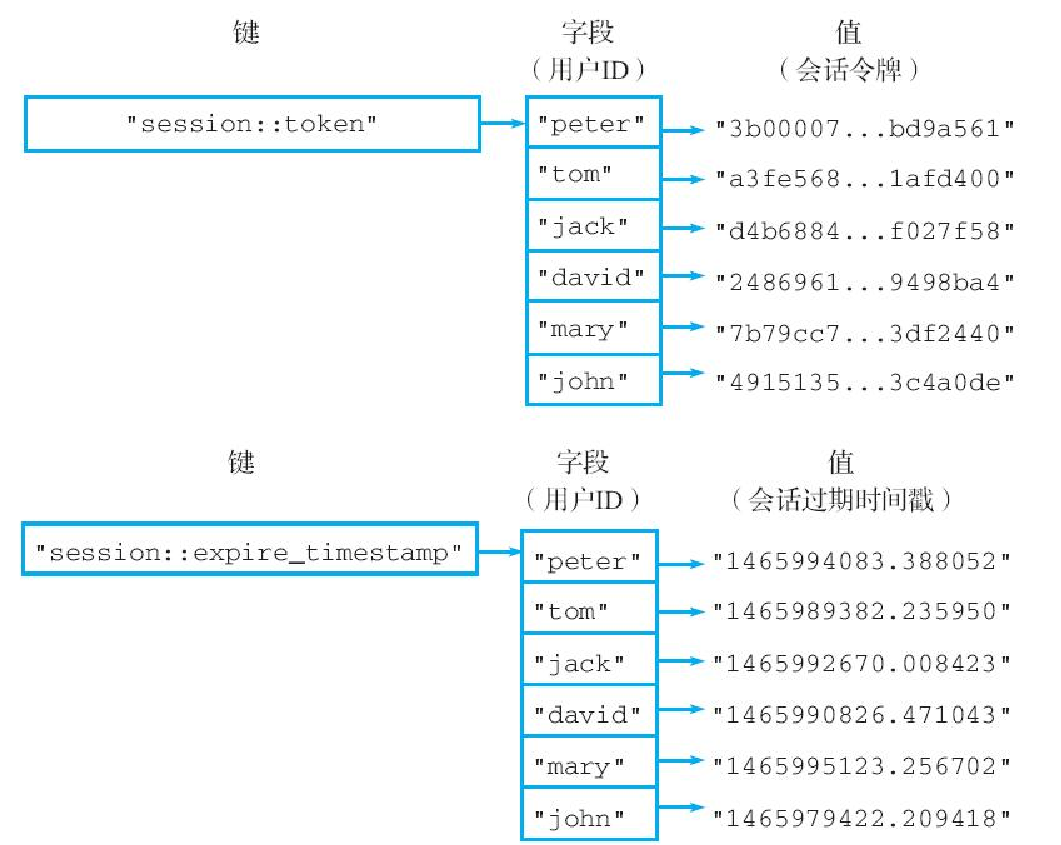 键 字段 值
（用户ID） （会话令牌）
"session::token" "peter" "3b00007...bd9a561"
"tom" "a3fe568...1afd400"
"jack" "d4b6884...f027f58"
"david" "2486961...9498ba4"
"mary" "7b79cc7...3df2440"
"john" "4915135...3c4a0de"
键 字段 值
（用户ID） （会话过期时间戳）
"session::expire_timestamp" "peter" "1465994083.388052"
"tom" "1465989382.235950"
"jack" "1465992670.008423"
"david" "1465990826.471043"
"mary" "1465995123.256702"
"john" "1465979422.209418"